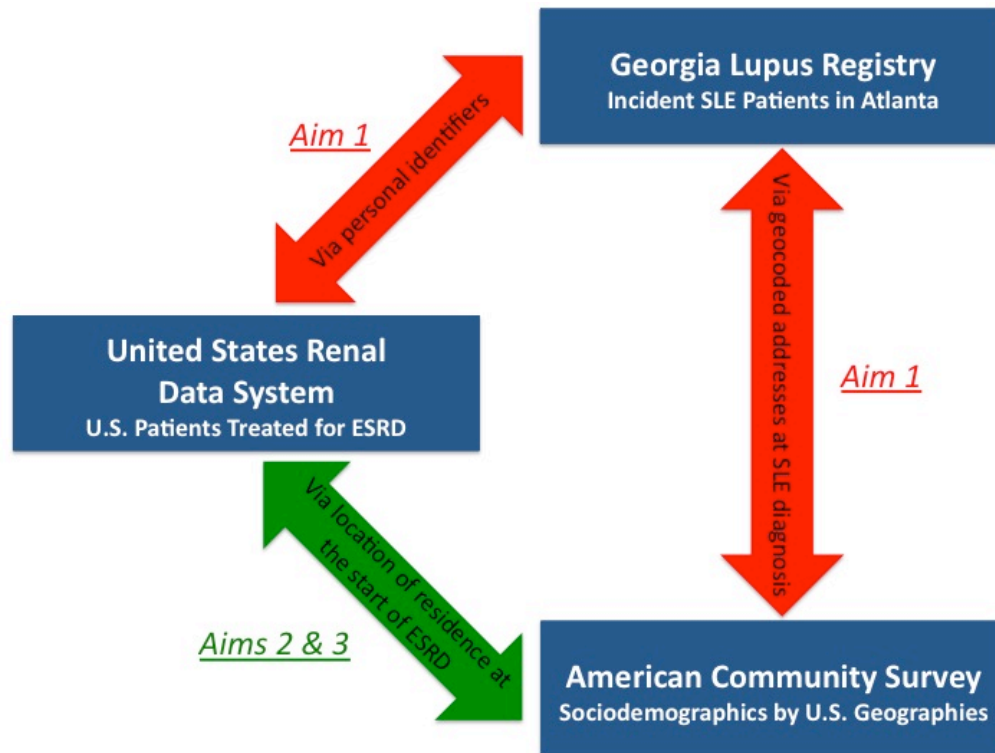 Georgia Lupus Registry
Incident SLE Patients in Atlanta
Aim 1
Via personal identifiers
Via geocoded addresses at SLE diagnosis
United States Renal
Data System
U.S. Patients Treated for ESRD
Aim 1
Via location of residence at
the start of ESRD
Aims 2 & 3
American Community Survey
Sociodemographics by U.S. Geographies